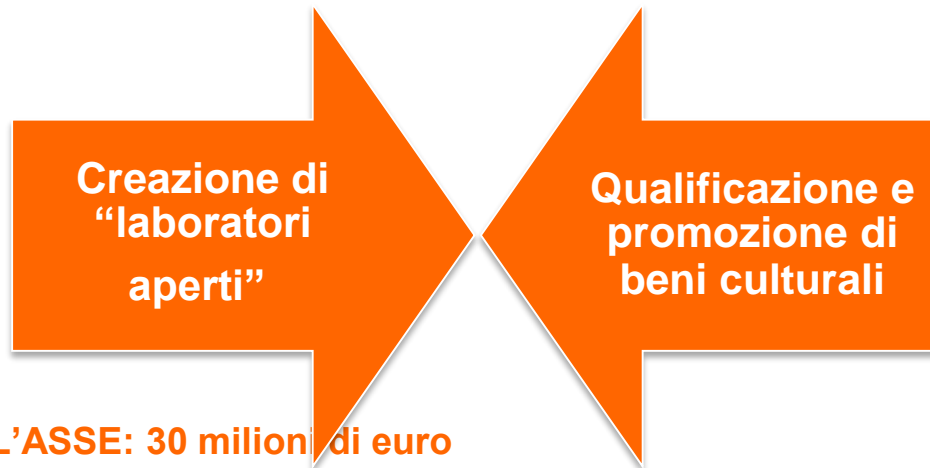 Creazione di
“laboratori
aperti”
Qualificazione e
promozione di
beni culturali
L’ASSE: 30 milioni di euro